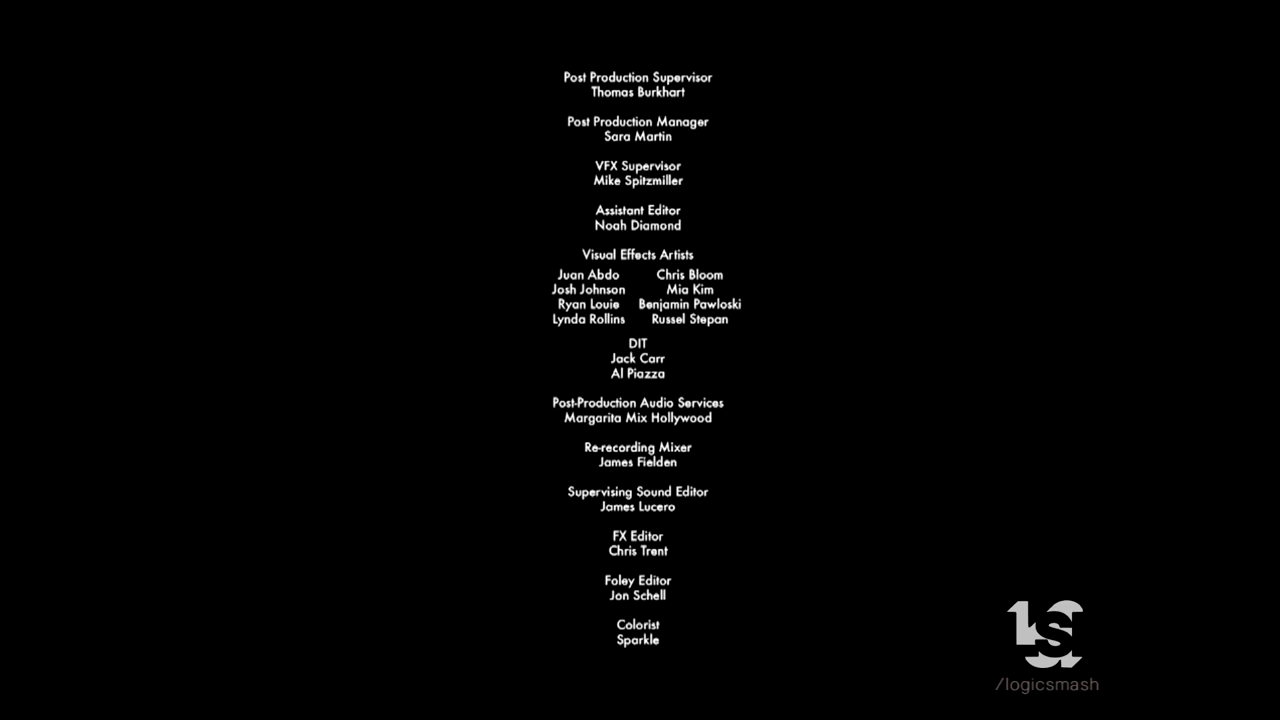 Post Production Supervisor
Thomas Burkhart
Post Production Manager
Sara Martin
VFX Supervisor
Mike Spitzmiller
Assistant Editor
Noah Diamond
Visual Effects Artists
Juan Abdo Chris Bloom
Josh Johnson Mia Kim
Ryan Louie Benjamin Pawloski
Lynda Rollins Russel Stepan
DIT
Jack Carr
Al Piazza
Post-Production Audio Services
Margarita Mix Hollywood
Re-recording Mixer
James Fielden
Supervising Sound Editor
James Lucero
FX Editor
Chris Trent
Foley Editor
Jon Schell
Colorist
Sparkle
/logicsmash